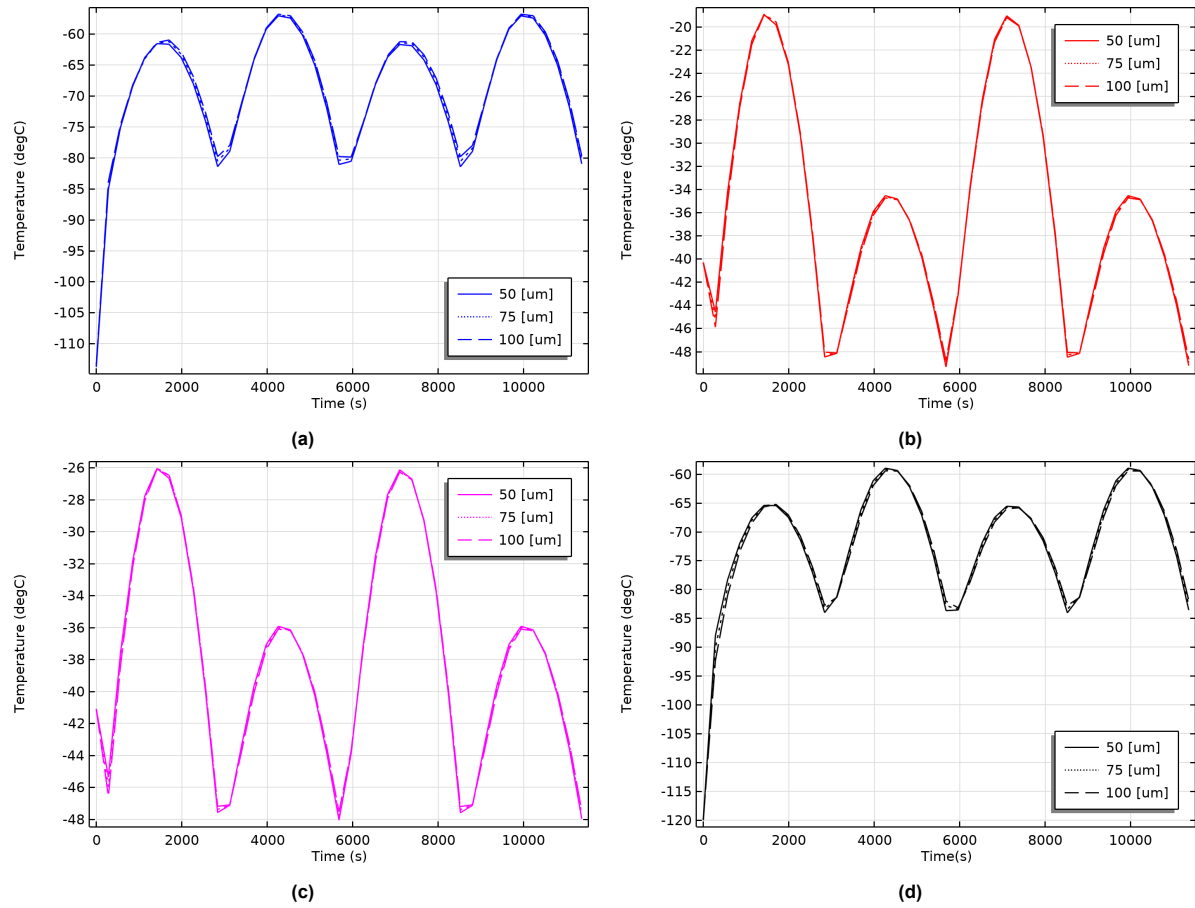 Temperature (degC)
-60
-65
-70
-75
-80
-85
-90
-95
-100
-105
-110
50 [um]
75 [um]
100 [um]
0 2000 4000 6000 8000 10000
Time (s)
(a)
Temperature (degC)
-20
-22
-24
-26
-28
-30
-32
-34
-36
-38
-40
-42
-44
-46
-48
50 [um]
75 [um]
100 [um]
0 2000 4000 6000 8000 10000
Time (s)
(b)
Temperature (degC)
-26
-28
-30
-32
-34
-36
-38
-40
-42
-44
-46
-48
50 [um]
75 [um]
100 [um]
0 2000 4000 6000 8000 10000
Time (s)
(c)
Temperature (degC)
-60
-65
-70
-75
-80
-85
-90
-95
-100
-105
-110
-115
-120
50 [um]
75 [um]
100 [um]
0 2000 4000 6000 8000 10000
Time(s)
(d)